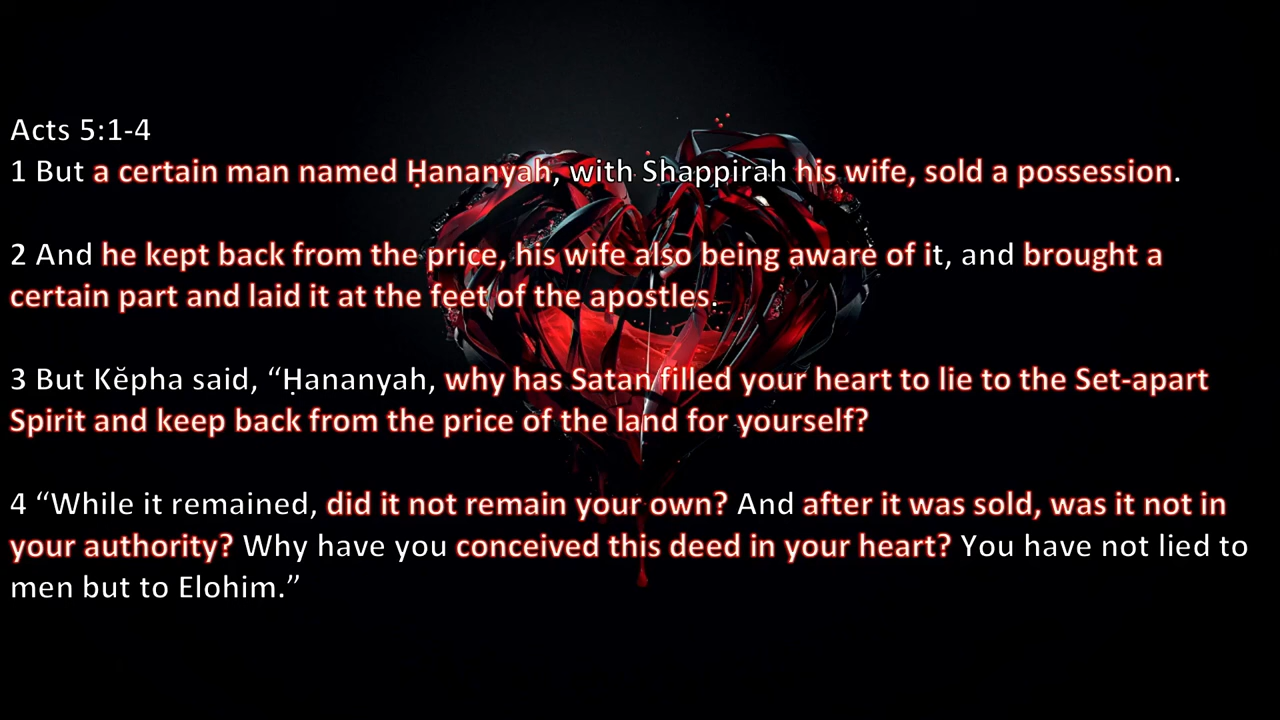 Acts 5:1-4
1 But a certain man named Ḥananyah, with Shappirah his wife, sold a possession.
2 And he kept back from the price, his wife also being aware of it, and brought a
certain part and laid it at the feet of the apostles.
3 But Kĕpha said, “Ḥananyah, why has Satan filled your heart to lie to the Set-apart
Spirit and keep back from the price of the land for yourself?
4 “While it remained, did it not remain your own? And after it was sold, was it not in
your authority? Why have you conceived this deed in your heart? You have not lied to
men but to Elohim.”